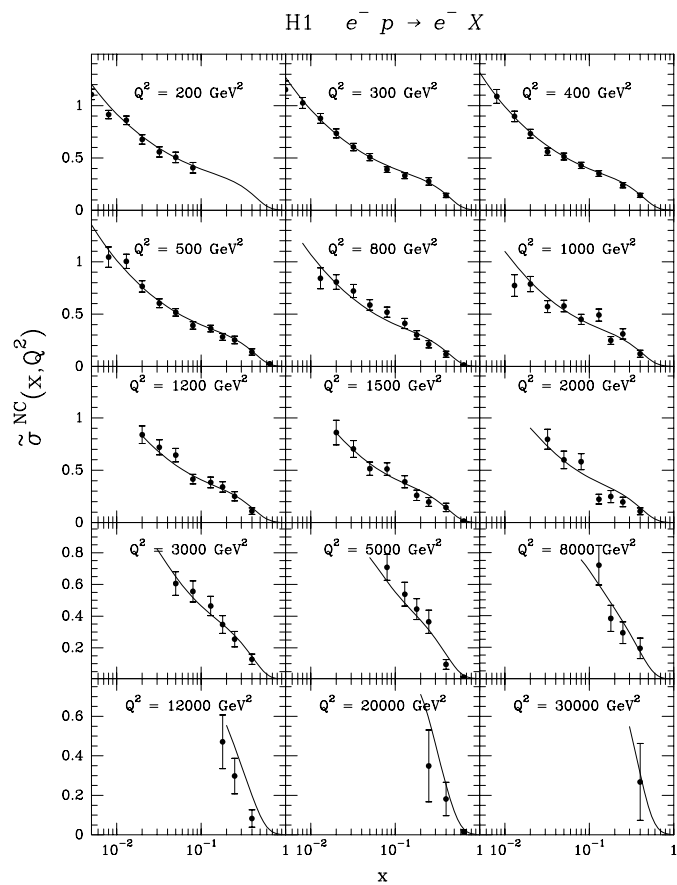 H1 e⁻ p → e⁻ X
Q² = 200 GeV² Q² = 300 GeV² Q² = 400 GeV²
1
0.5
0
Q² = 500 GeV² Q² = 800 GeV² Q² = 1000 GeV²
1
0.5
0
Q² = 1200 GeV² Q² = 1500 GeV² Q² = 2000 GeV²
1
0.5
0
Q² = 3000 GeV² Q² = 5000 GeV² Q² = 8000 GeV²
0.8
0.6
0.4
0.2
Q² = 12000 GeV² Q² = 20000 GeV² Q² = 30000 GeV²
0.6
0.4
0.2
0
10⁻² 10⁻¹ 1 10⁻² 10⁻¹ 1 10⁻² 10⁻¹ 1
x
σ̃ᴺᶜ(x,Q²)